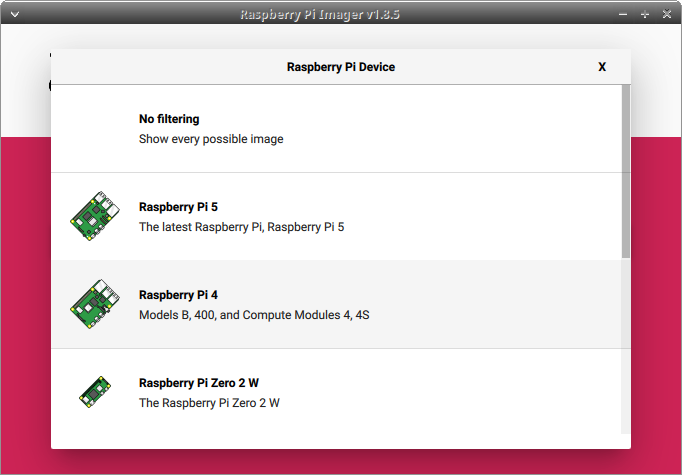 Raspberry Pi Imager v1.8.5
Raspberry Pi Device
X
No filtering
Show every possible image
Raspberry Pi 5
The latest Raspberry Pi, Raspberry Pi 5
Raspberry Pi 4
Models B, 400, and Compute Modules 4, 4S
Raspberry Pi Zero 2 W
The Raspberry Pi Zero 2 W